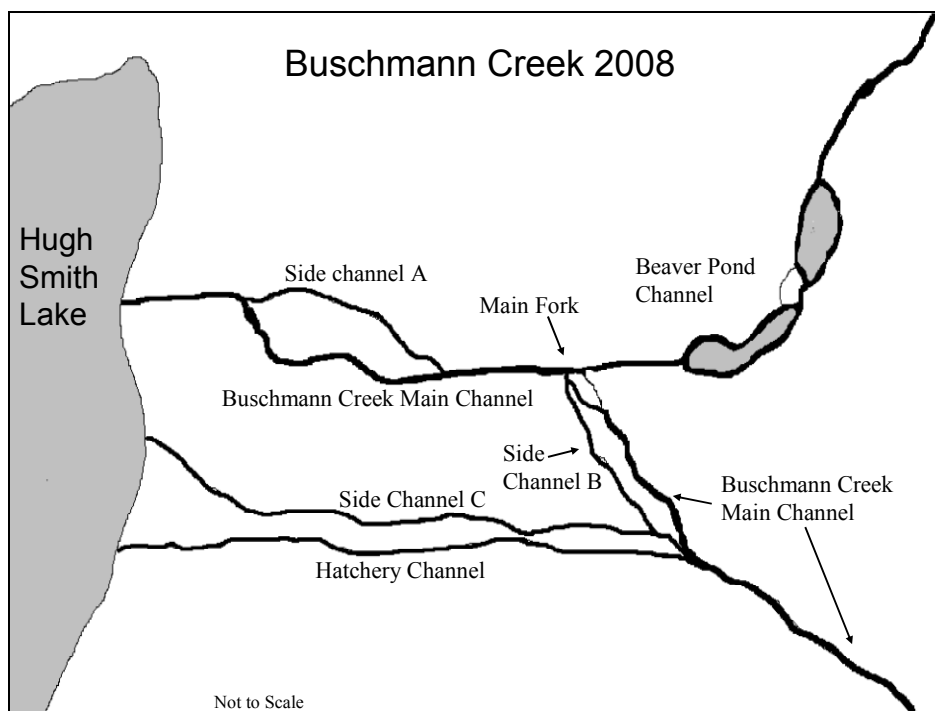 Buschmann Creek 2008
Hugh
Smith
Lake
Side channel A
Main Fork
Beaver Pond
Channel
Buschmann Creek Main Channel
Side
Channel B
Buschmann Creek
Main Channel
Side Channel C
Hatchery Channel
Not to Scale